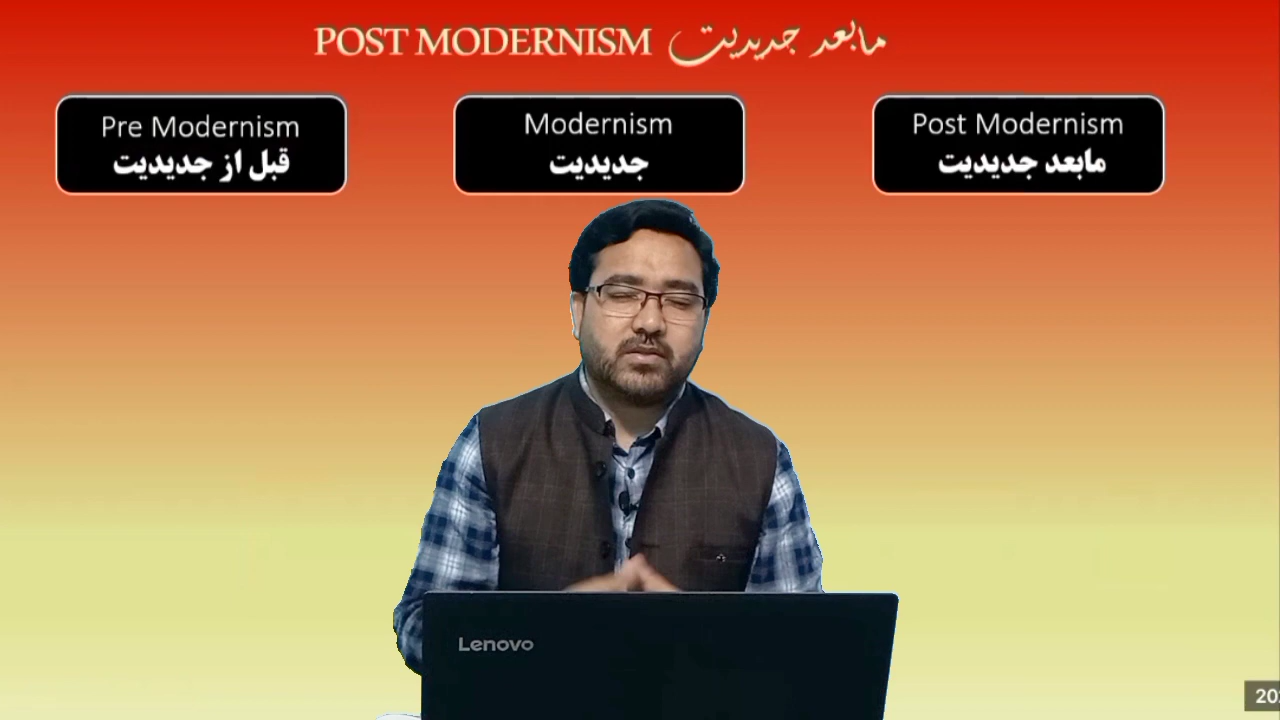 POST MODERNISM مابعد جدیدیت
Pre Modernism
قبل از جدیدیت
Modernism
جدیدیت
Post Modernism
مابعد جدیدیت
Lenovo